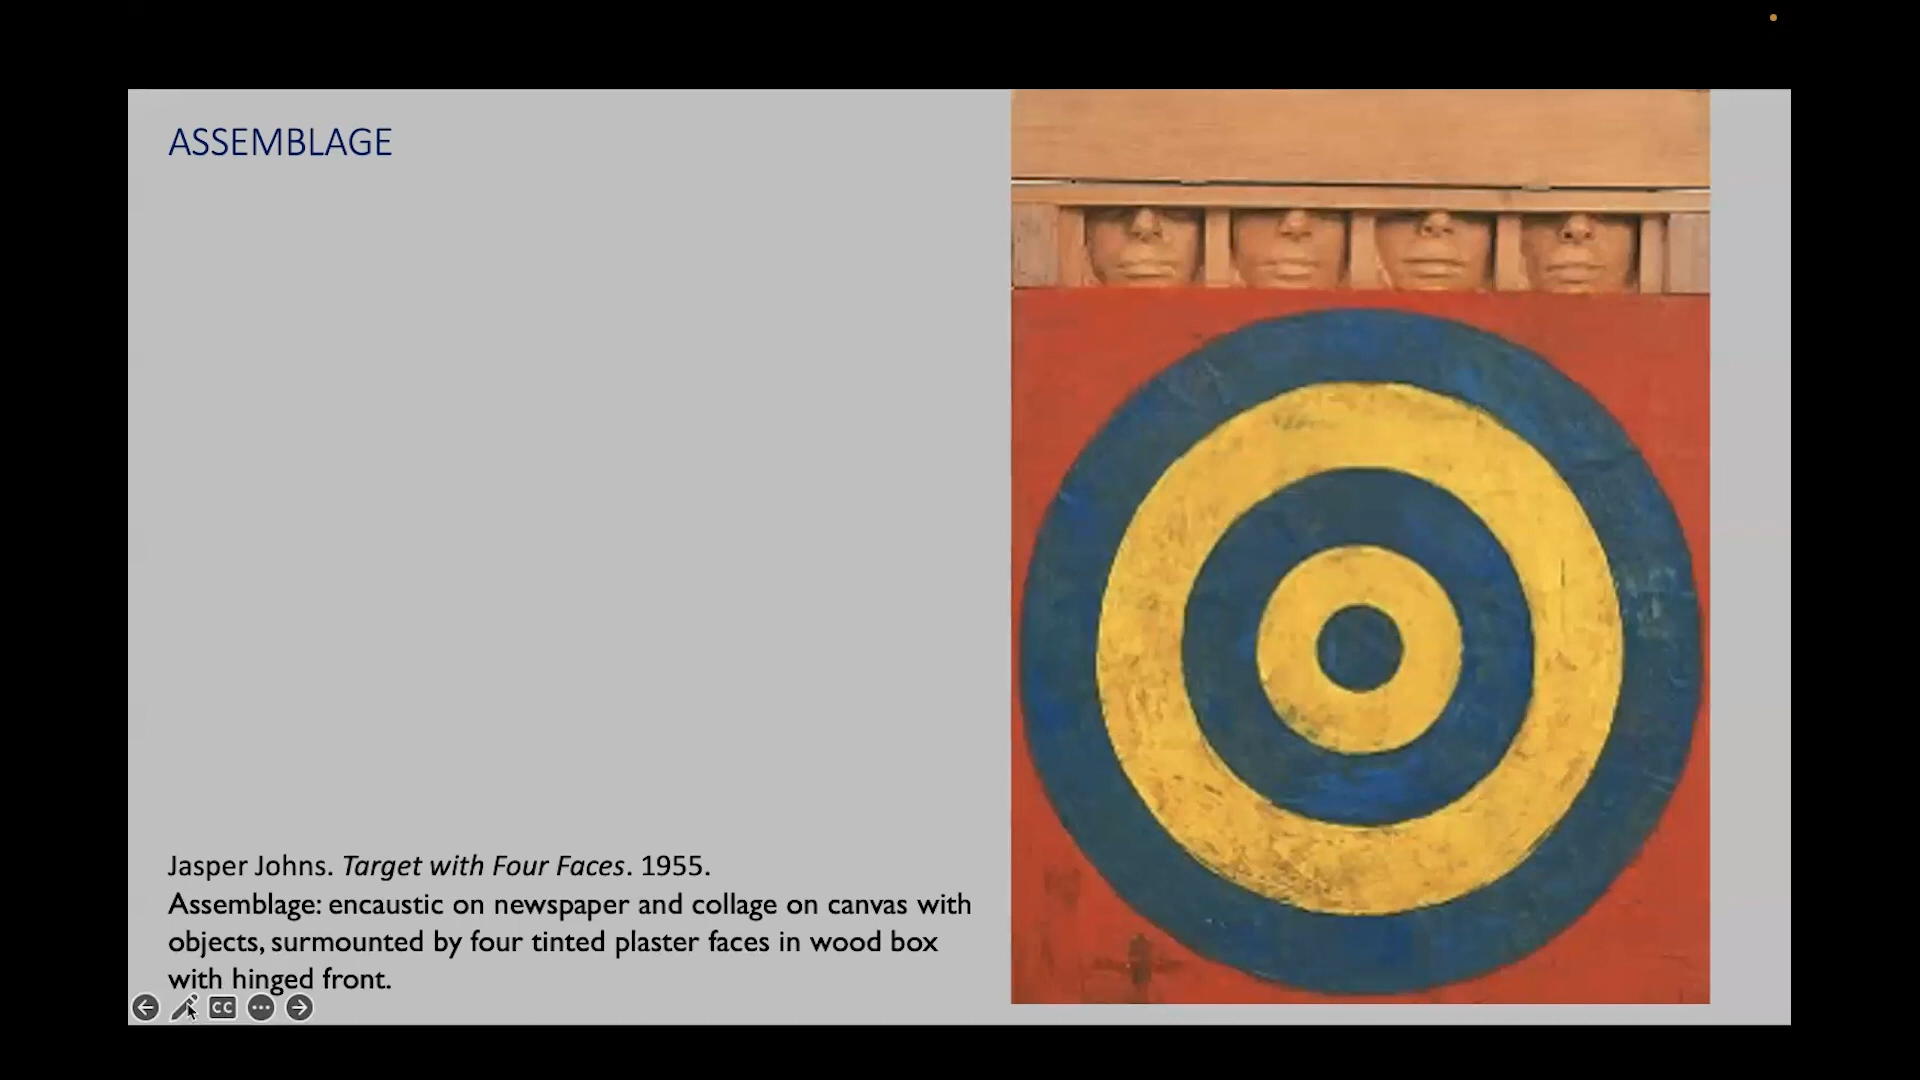 ASSEMBLAGE
Jasper Johns. Target with Four Faces. 1955.
Assemblage: encaustic on newspaper and collage on canvas with
objects, surmounted by four tinted plaster faces in wood box
with hinged front.
CC